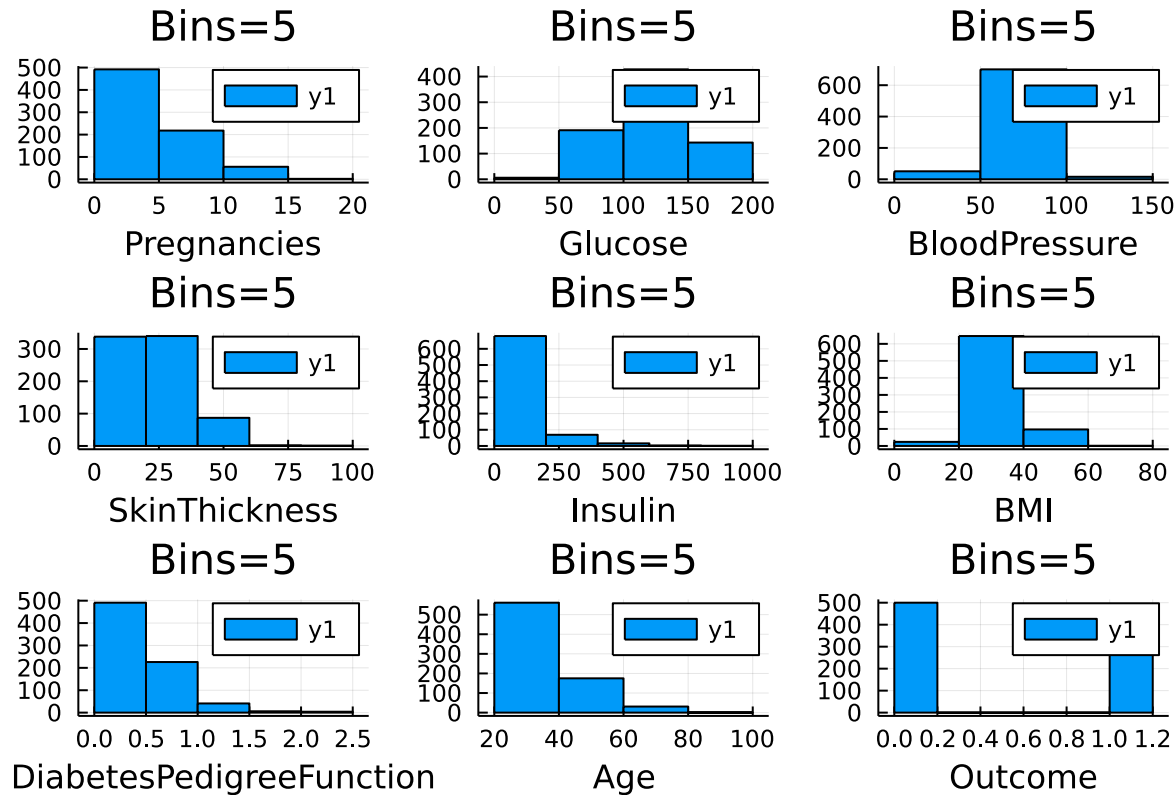 Bins=5 Bins=5 Bins=5
500
400
300
200
100
0
y1
0 5 10 15 20
Pregnancies
400
300
200
100
0
y1
0 50 100 150 200
Glucose
600
400
200
0
y1
0 50 100 150
BloodPressure
Bins=5 Bins=5 Bins=5
300
200
100
0
y1
0 25 50 75 100
SkinThickness
600
500
400
300
200
100
0
y1
0 250 500 750 1000
Insulin
600
500
400
300
200
100
0
y1
0 20 40 60 80
BMI
Bins=5 Bins=5 Bins=5
500
400
300
200
100
0
y1
0.0 0.5 1.0 1.5 2.0 2.5
DiabetesPedigreeFunction
500
400
300
200
100
0
y1
20 40 60 80 100
Age
500
400
300
200
100
0
y1
0.0 0.2 0.4 0.6 0.8 1.0 1.2
Outcome